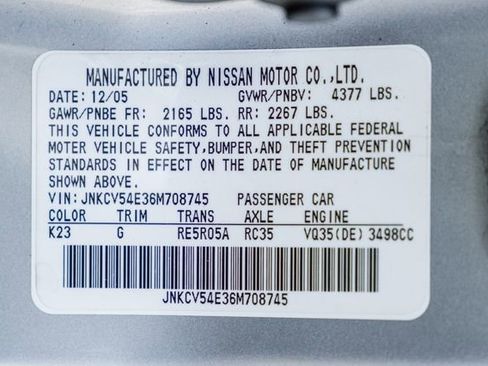 MANUFACTURED BY NISSAN MOTOR CO.,LTD.
DATE: 12/05 GVWR/PNBV: 4377 LBS.
GAWR/PNBE FR: 2165 LBS. RR: 2267 LBS.
THIS VEHICLE CONFORMS TO ALL APPLICABLE FEDERAL
MOTOR VEHICLE SAFETY,BUMPER,AND THEFT PREVENTION
STANDARDS IN EFFECT ON THE DATE OF MANUFACTURE
SHOWN ABOVE.
VIN: JNKCV54E36M708745 PASSENGER CAR
COLOR TRIM TRANS AXLE ENGINE
K23 G RE5R05A RC35 VQ35(DE) 3498CC
JNKCV54E36M708745